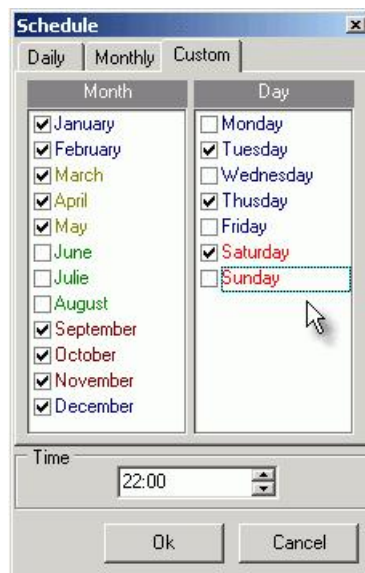 Schedule
Daily Monthly Custom
Month
January
February
March
April
May
June
Julie
August
September
October
November
December
Day
Monday
Tuesday
Wednesday
Thusday
Friday
Saturday
Sunday
Time
22:00
Ok Cancel